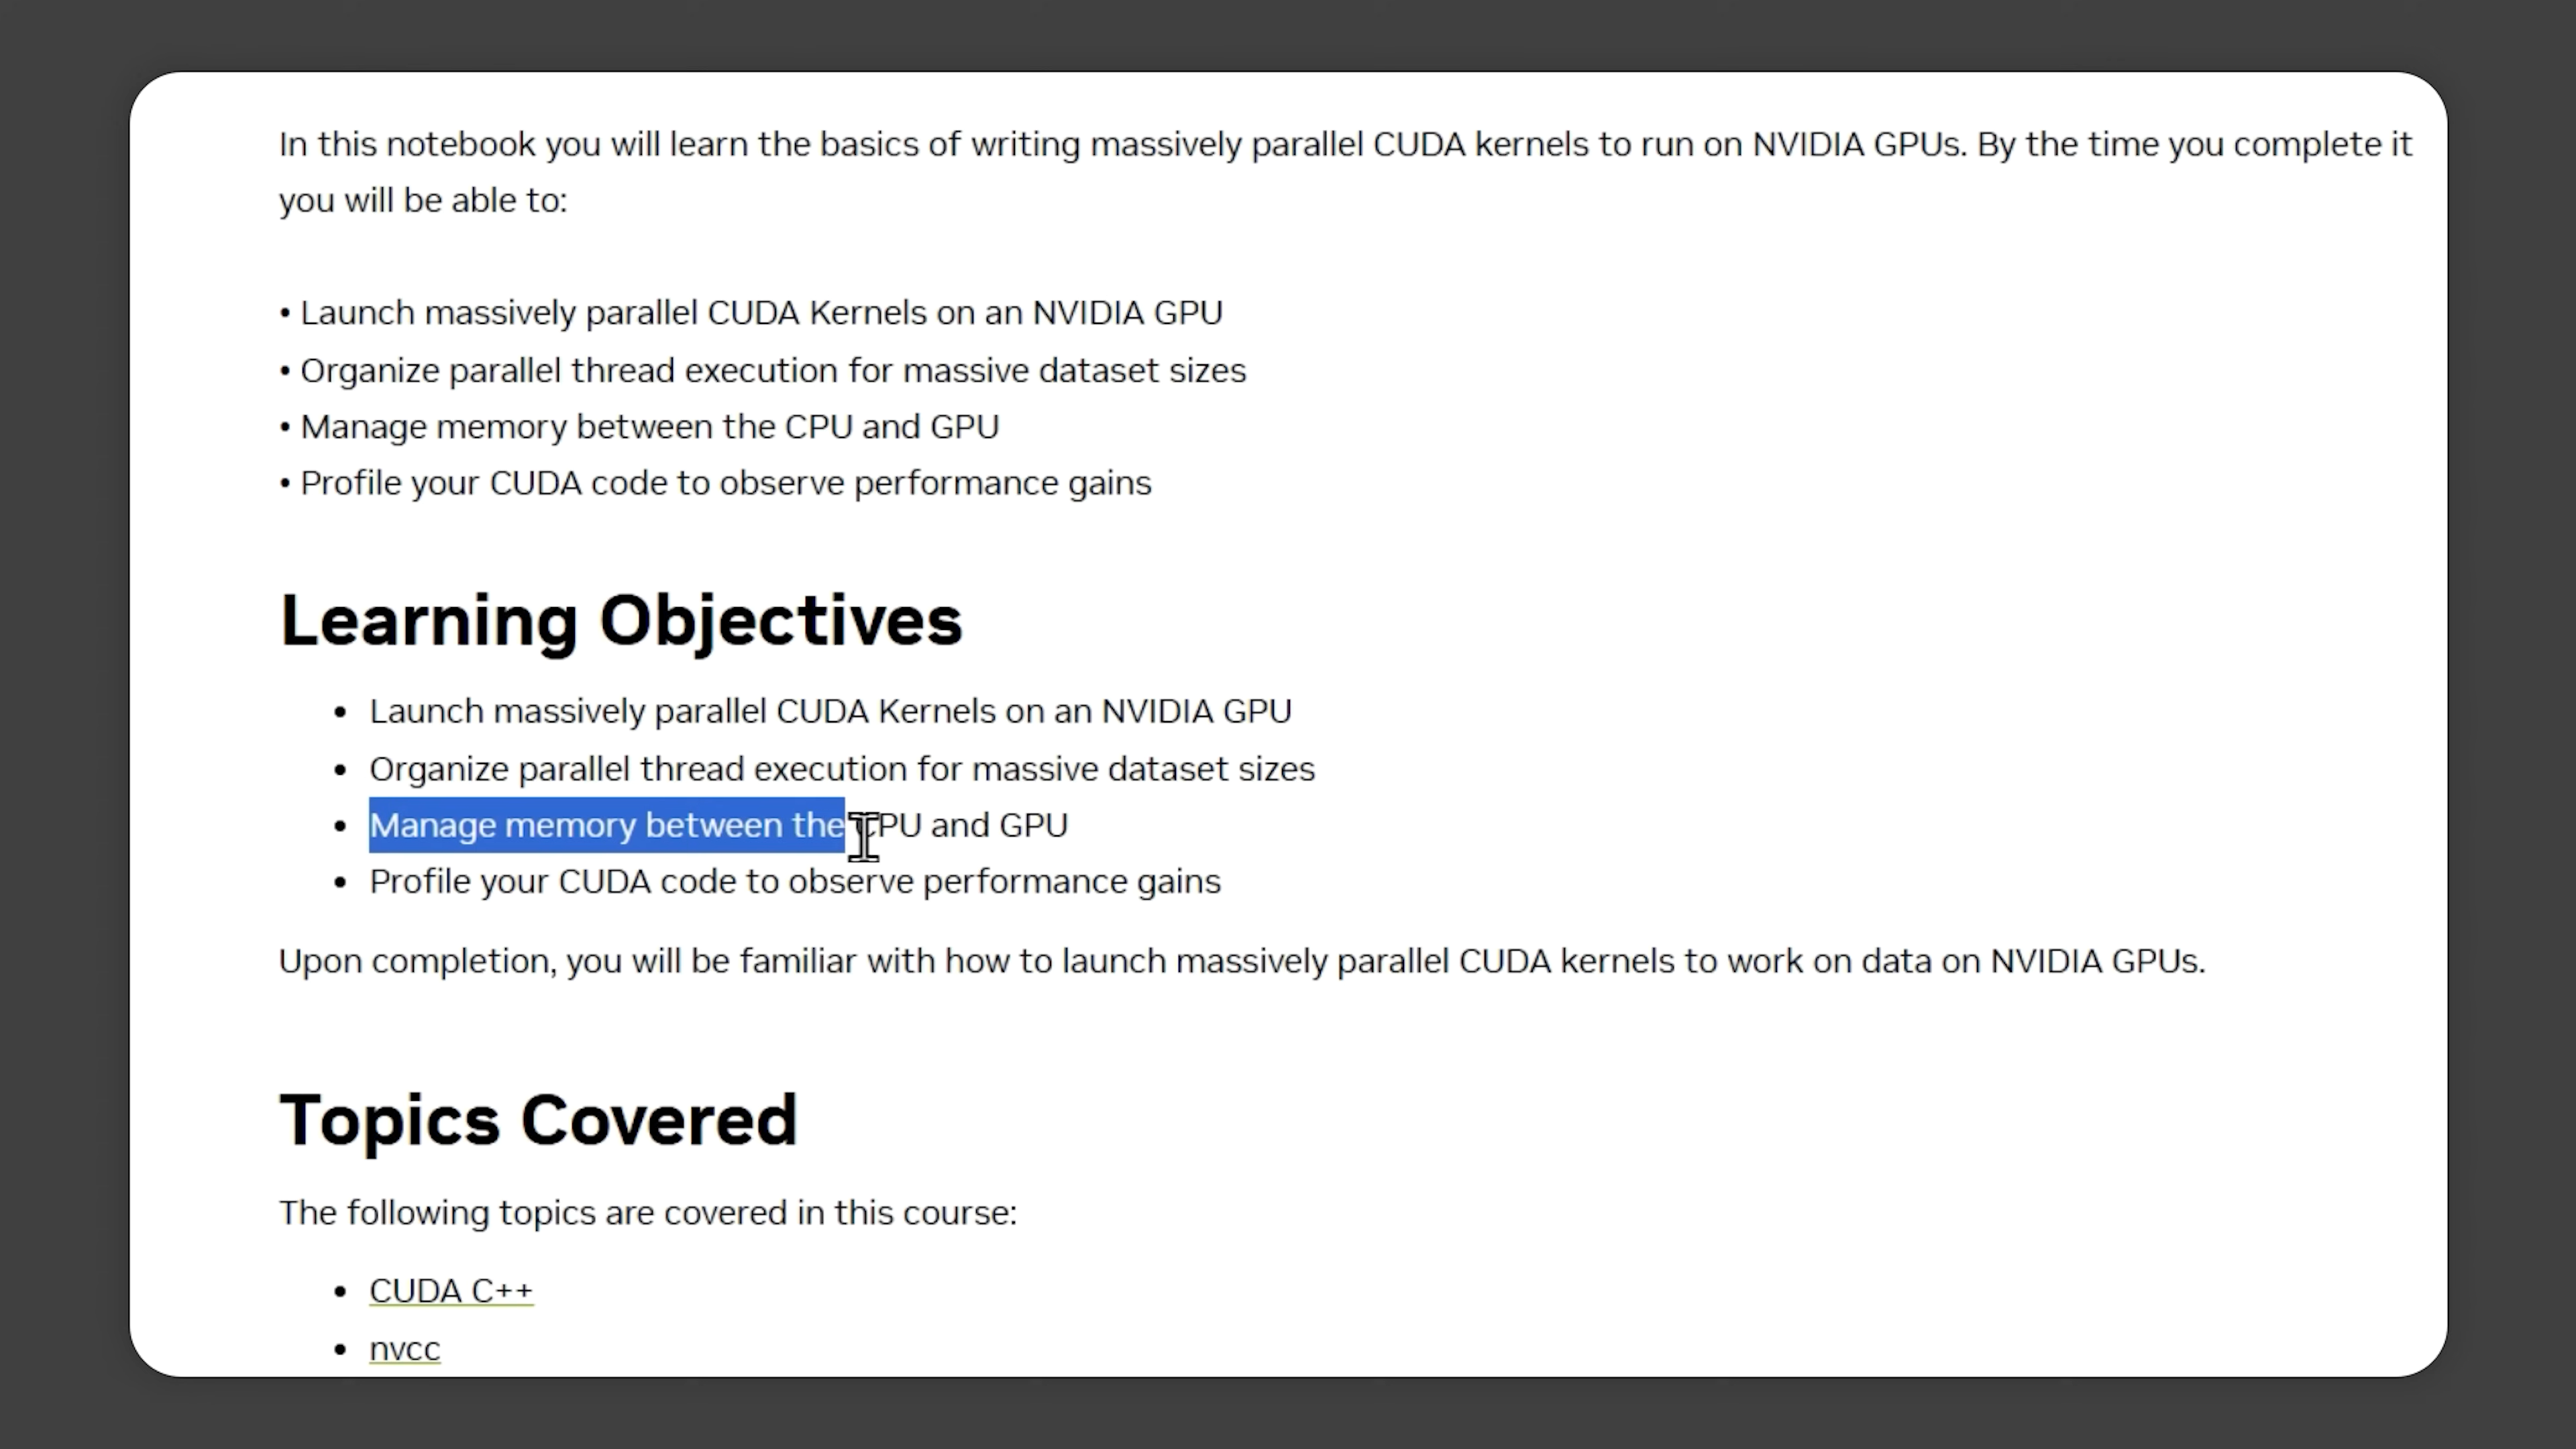 In this notebook you will learn the basics of writing massively parallel CUDA kernels to run on NVIDIA GPUs. By the time you complete it
you will be able to:
• Launch massively parallel CUDA Kernels on an NVIDIA GPU
• Organize parallel thread execution for massive dataset sizes
• Manage memory between the CPU and GPU
• Profile your CUDA code to observe performance gains
Learning Objectives
• Launch massively parallel CUDA Kernels on an NVIDIA GPU
• Organize parallel thread execution for massive dataset sizes
• Manage memory between the CPU and GPU
• Profile your CUDA code to observe performance gains
Upon completion, you will be familiar with how to launch massively parallel CUDA kernels to work on data on NVIDIA GPUs.
Topics Covered
The following topics are covered in this course:
• CUDA C++
• nvcc